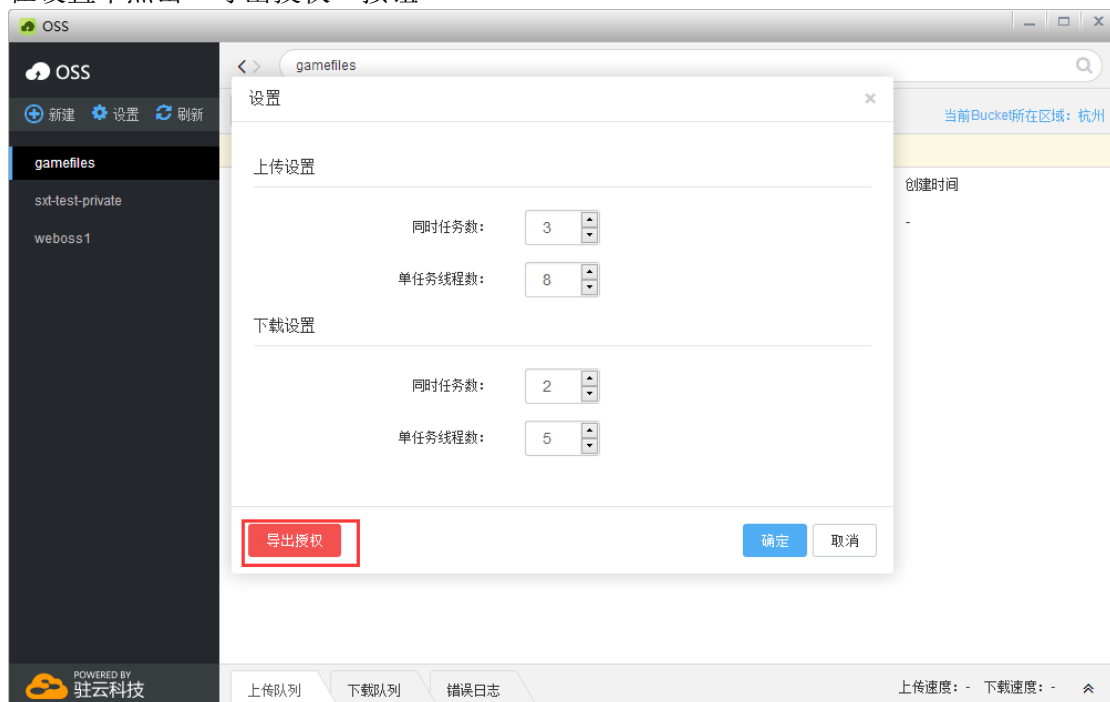 OSS
OSS
gamefiles
新建 设置 刷新
设置
当前Bucket所在区域：杭州
gamefiles
上传设置
创建时间
sxt-test-private
同时任务数： 3
-
weboss1
单任务线程数： 8
下载设置
同时任务数： 2
单任务线程数： 5
导出授权 确定 取消
POWERED BY
驻云科技
上传队列 下载队列 错误日志 上传速度：- 下载速度：-